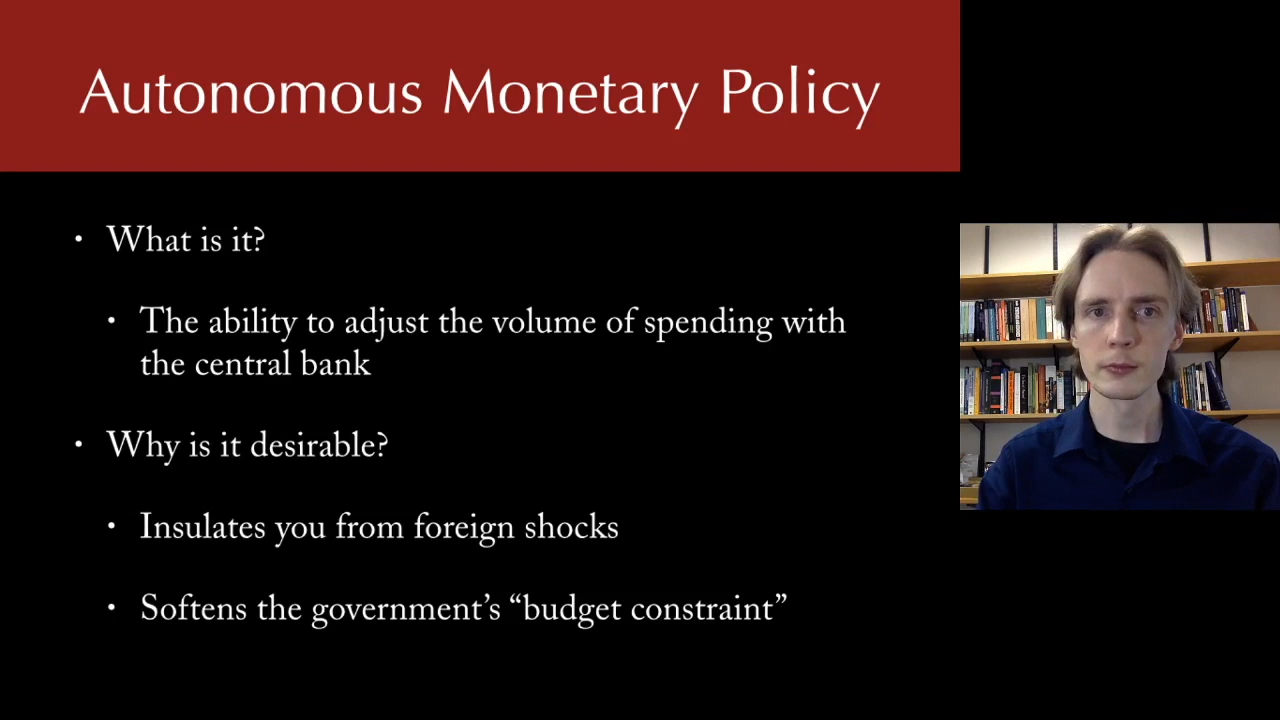 Autonomous Monetary Policy
• What is it?
• The ability to adjust the volume of spending with
the central bank
• Why is it desirable?
• Insulates you from foreign shocks
• Softens the government’s “budget constraint”